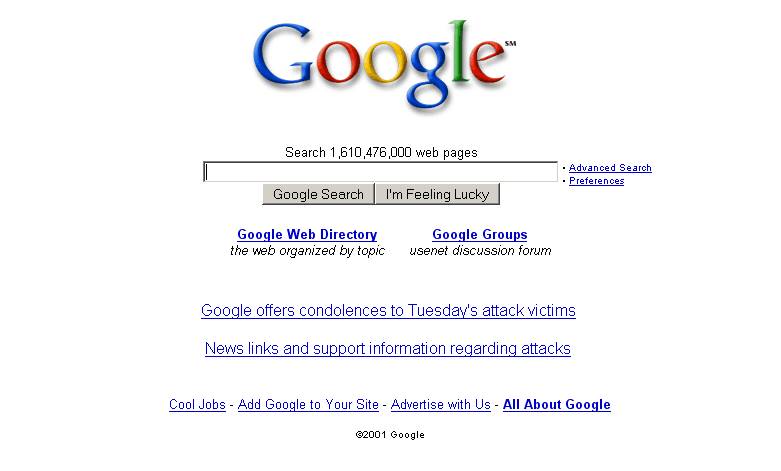 Google℠
Search 1,610,476,000 web pages
• Advanced Search
• Preferences
Google Search I'm Feeling Lucky
Google Web Directory Google Groups
the web organized by topic usenet discussion forum
Google offers condolences to Tuesday's attack victims
News links and support information regarding attacks
Cool Jobs - Add Google to Your Site - Advertise with Us - All About Google
©2001 Google